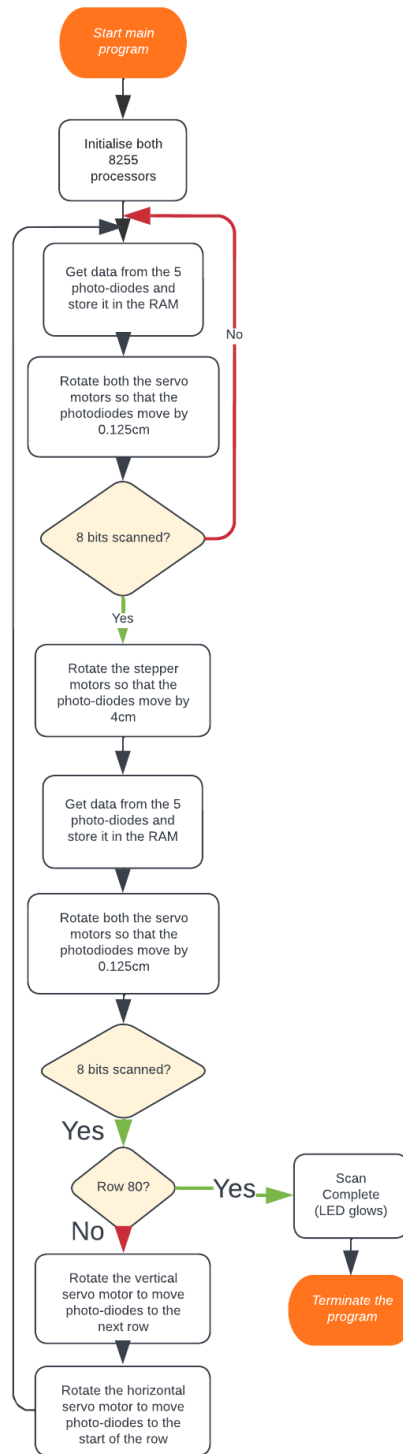 Start main
program
Initialise both
8255
processors
Get data from the 5
photo-diodes and
store it in the RAM
No
Rotate both the servo
motors so that the
photodiodes move by
0.125cm
8 bits scanned?
Yes
Rotate the stepper
motors so that the
photo-diodes move by
4cm
Get data from the 5
photo-diodes and
store it in the RAM
Rotate both the servo
motors so that the
photodiodes move by
0.125cm
8 bits scanned?
Yes
Row 80?
Yes
Scan
Complete
(LED glows)
No
Rotate the vertical
servo motor to move
photo-diodes to the
next row
Terminate the
program
Rotate the horizontal
servo motor to move
photo-diodes to the
start of the row